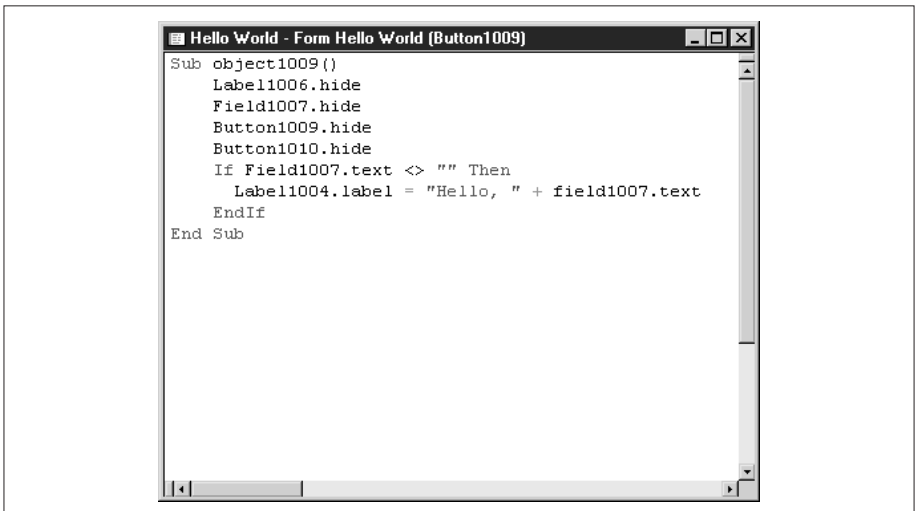 Hello World - Form Hello World (Button1009)
Sub object1009()
    Label1006.hide
    Field1007.hide
    Button1009.hide
    Button1010.hide
    If Field1007.text <> "" Then
      Label1004.label = "Hello, " + field1007.text
    EndIf
End Sub